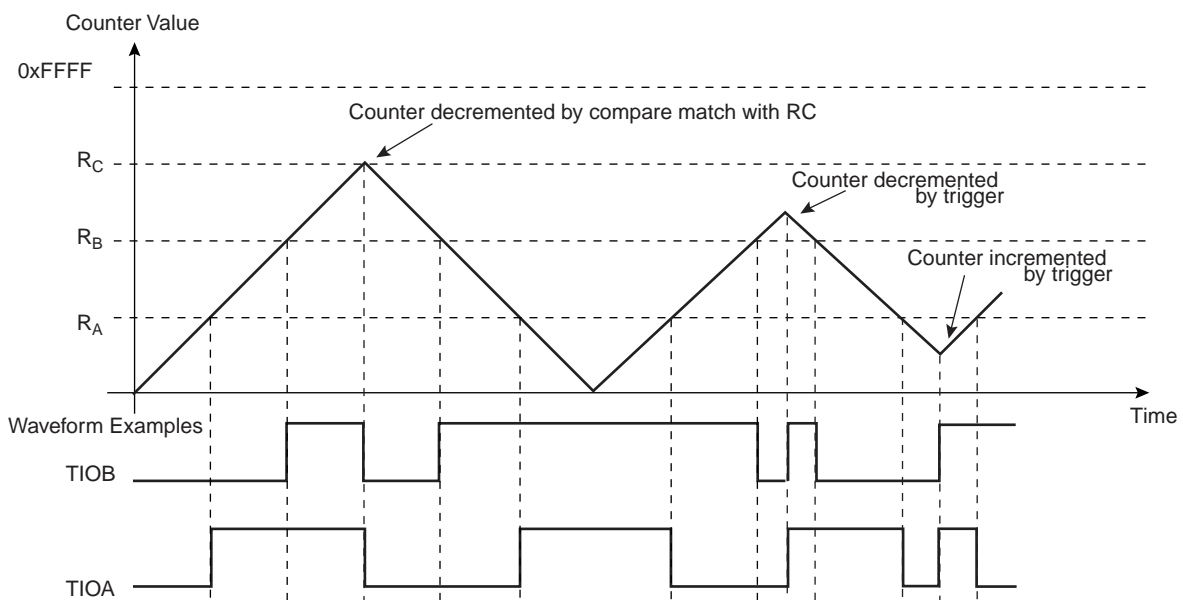 Counter Value
0xFFFF
Counter decremented by compare match with RC
RC
Counter decremented
by trigger
RB
Counter incremented
by trigger
RA
Time
Waveform Examples
TIOB
TIOA